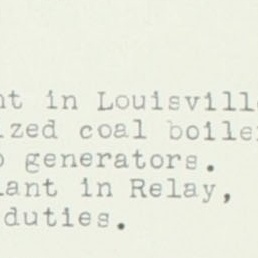 nt in Louisvill
ized coal boile
o generators.
lant in Relay,
duties.